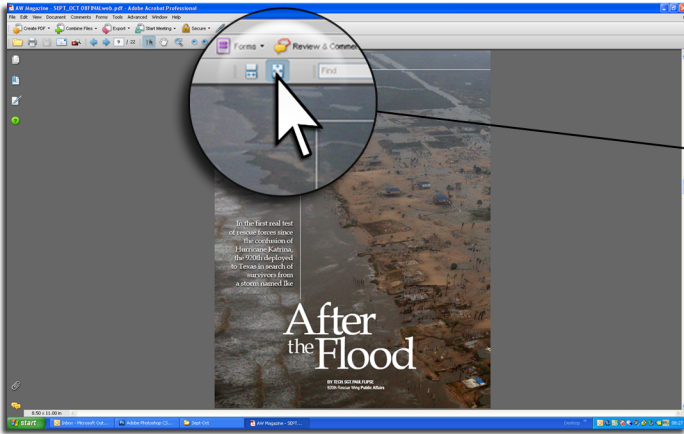 AW Magazine - SEPT_OCT 08FINALweb.pdf - Adobe Acrobat Professional
File Edit View Document Comments Forms Tools Advanced Window Help
Create PDF Combine Files Export Start Meeting Secure
Forms Review & Commen
9 / 22
Find
In the first real test
of rescue forces since
the confusion of
Hurricane Katrina,
the 920th deployed
to Texas in search of
survivors from
a storm named Ike
After
the Flood
BY TECH. SGT. PAUL FLIPSE
920th Rescue Wing Public Affairs
8.50 x 11.00 in
start Inbox - Microsoft Out... Adobe Photoshop CS... Sept-Oct AW Magazine - SEPT... Desktop